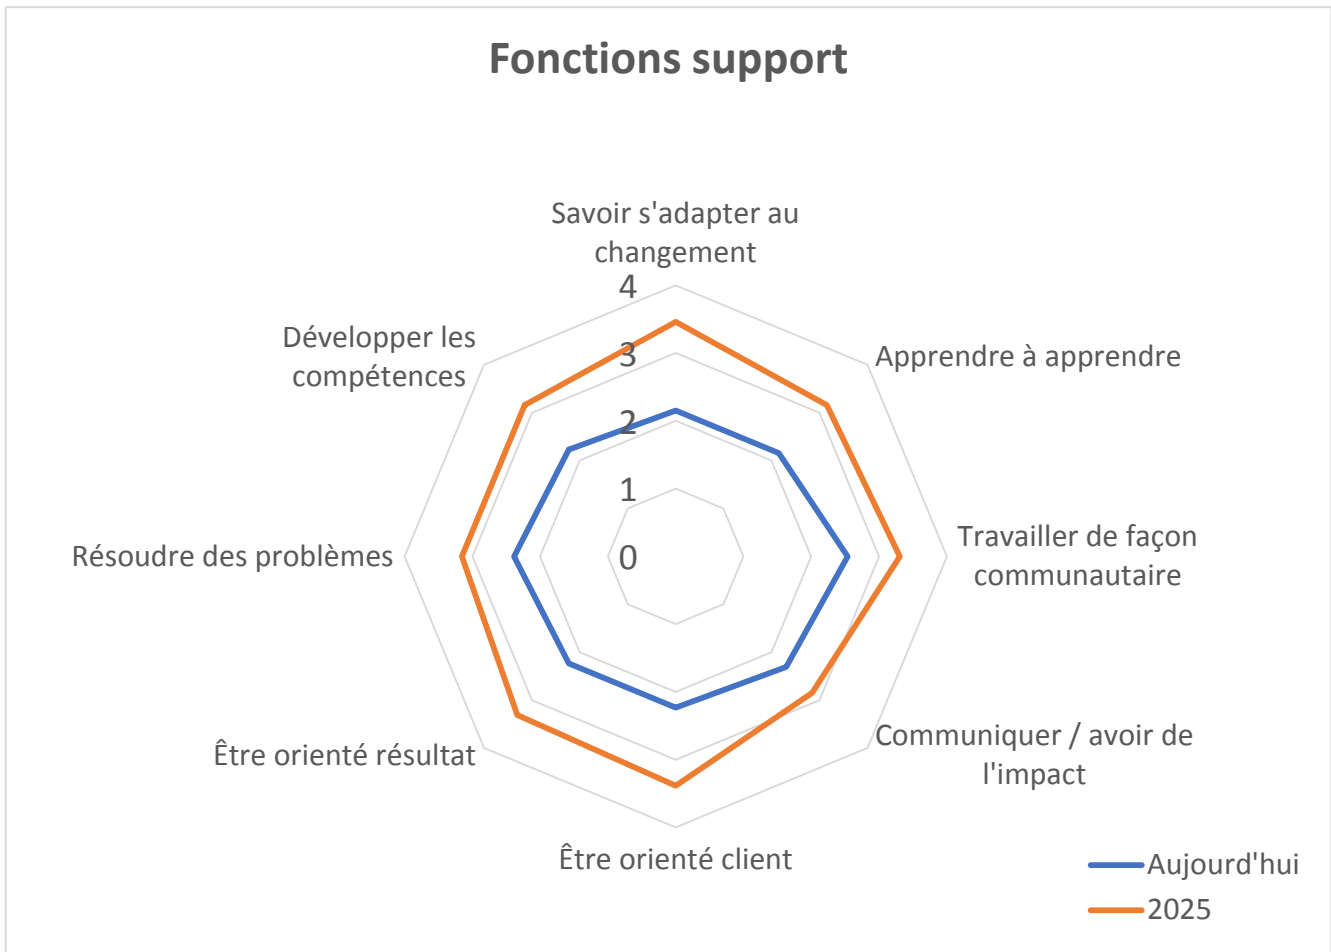 Fonctions support
Savoir s'adapter au
changement
4
3
2
1
0
Apprendre à apprendre
Travailler de façon
communautaire
Communiquer / avoir de
l'impact
Être orienté client
Être orienté résultat
Résoudre des problèmes
Développer les
compétences
Aujourd'hui
2025